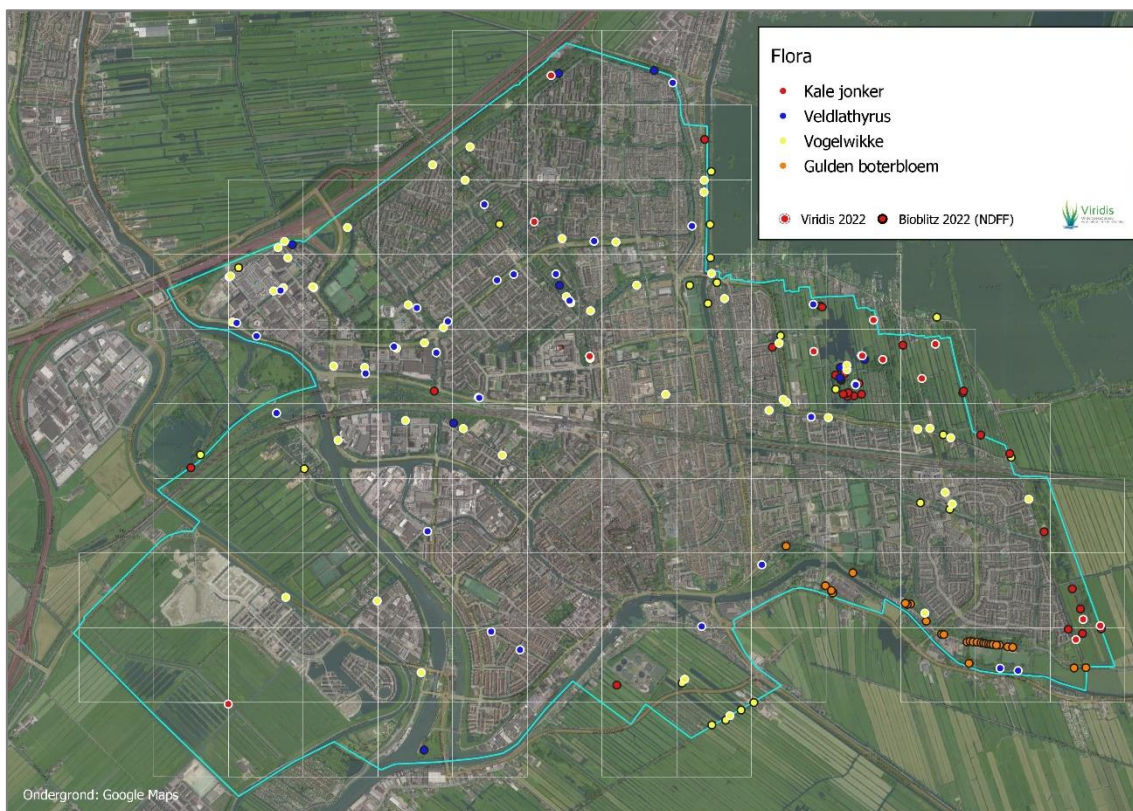 Flora
Kale jonker
Veldlathyrus
Vogelwikke
Gulden boterbloem
Viridis 2022 Bioblitz 2022 (NDFF)
Viridis
Ondergrond: Google Maps